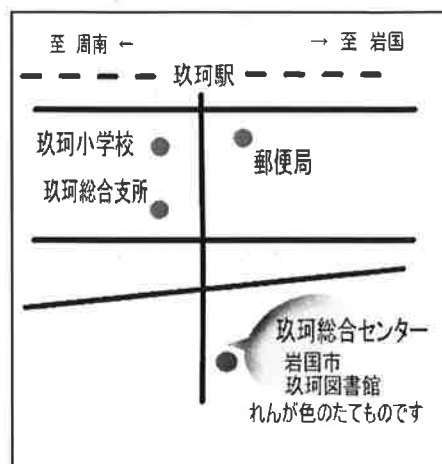 至 周南 ←
→ 至 岩国
玖珂駅
玖珂小学校
郵便局
玖珂総合支所
玖珂総合センター
岩国市
玖珂図書館
れんが色のたてものです